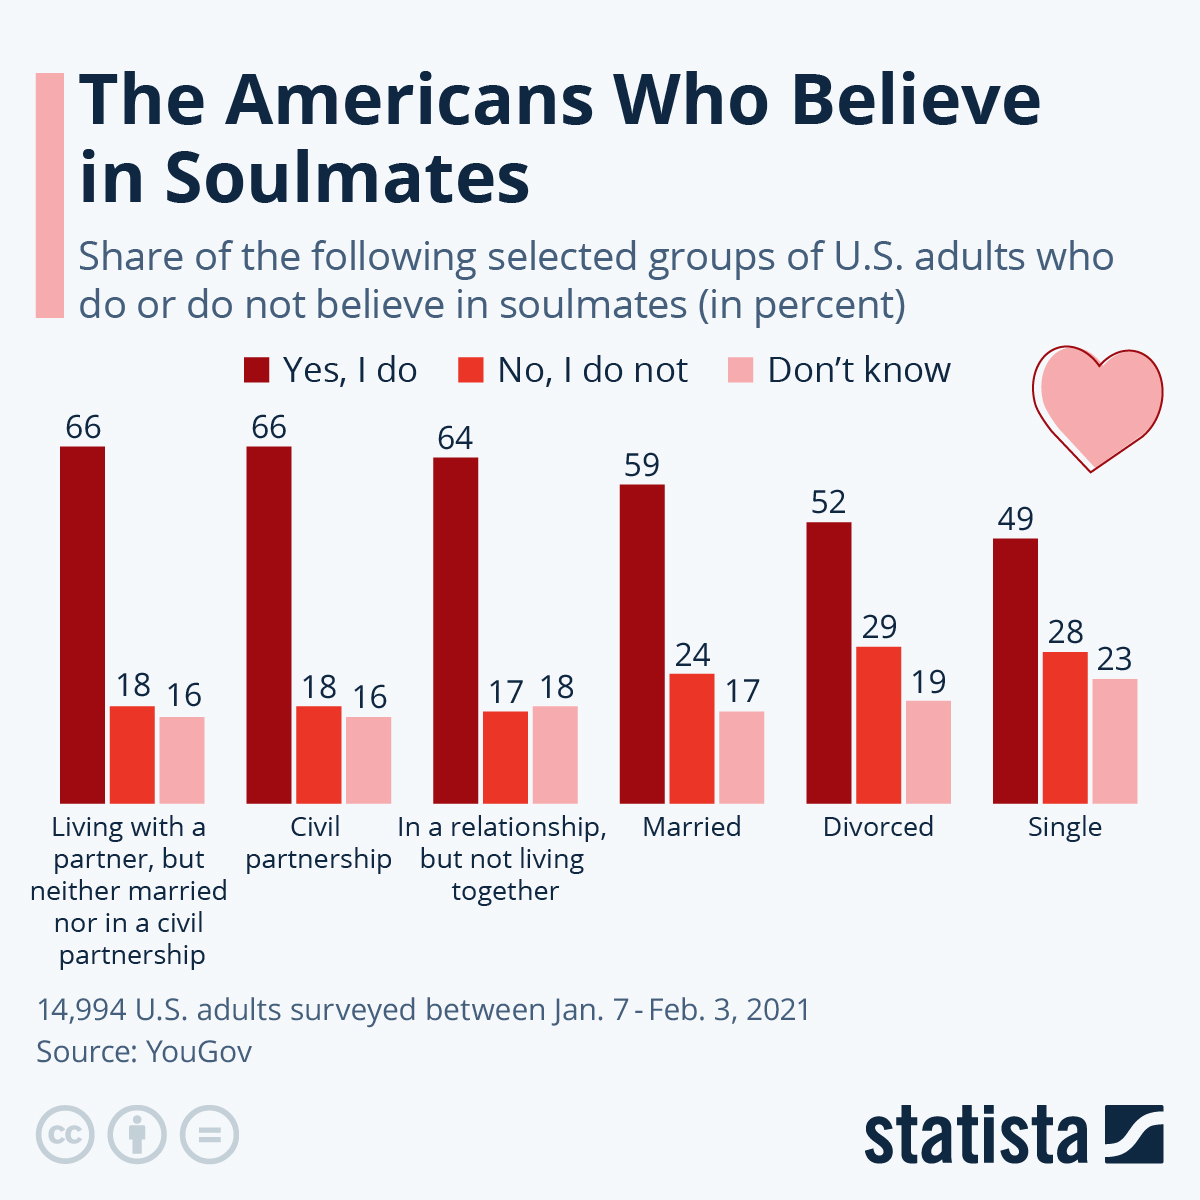 The Americans Who Believe
in Soulmates
Share of the following selected groups of U.S. adults who
do or do not believe in soulmates (in percent)
Yes, I do No, I do not Don’t know
66 18 16
66 18 16
64 17 18
59 24 17
52 29 19
49 28 23
Living with a
partner, but
neither married
nor in a civil
partnership
Civil
partnership
In a relationship,
but not living
together
Married
Divorced
Single
14,994 U.S. adults surveyed between Jan. 7-Feb. 3, 2021
Source: YouGov
cc
statista